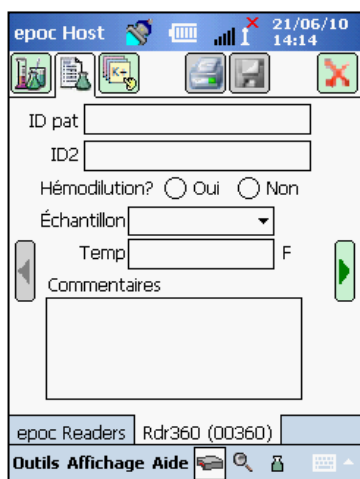 epoc Host 21/06/10
14:14
K+
ID pat
ID2
Hémodilution? Oui Non
Échantillon
Temp F
Commentaires
epoc Readers Rdr360 (00360)
Outils Affichage Aide